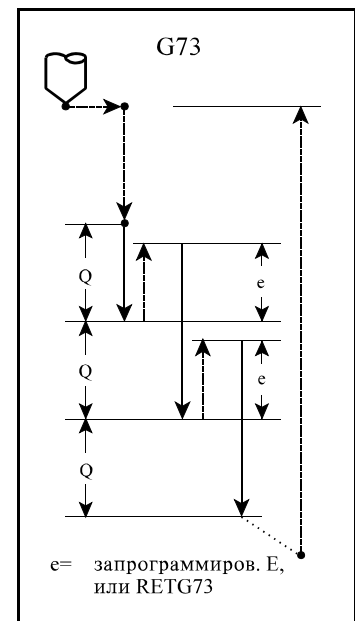 G73
Q
e
Q
e
Q
e= запрограммиров. E,
или RETG73